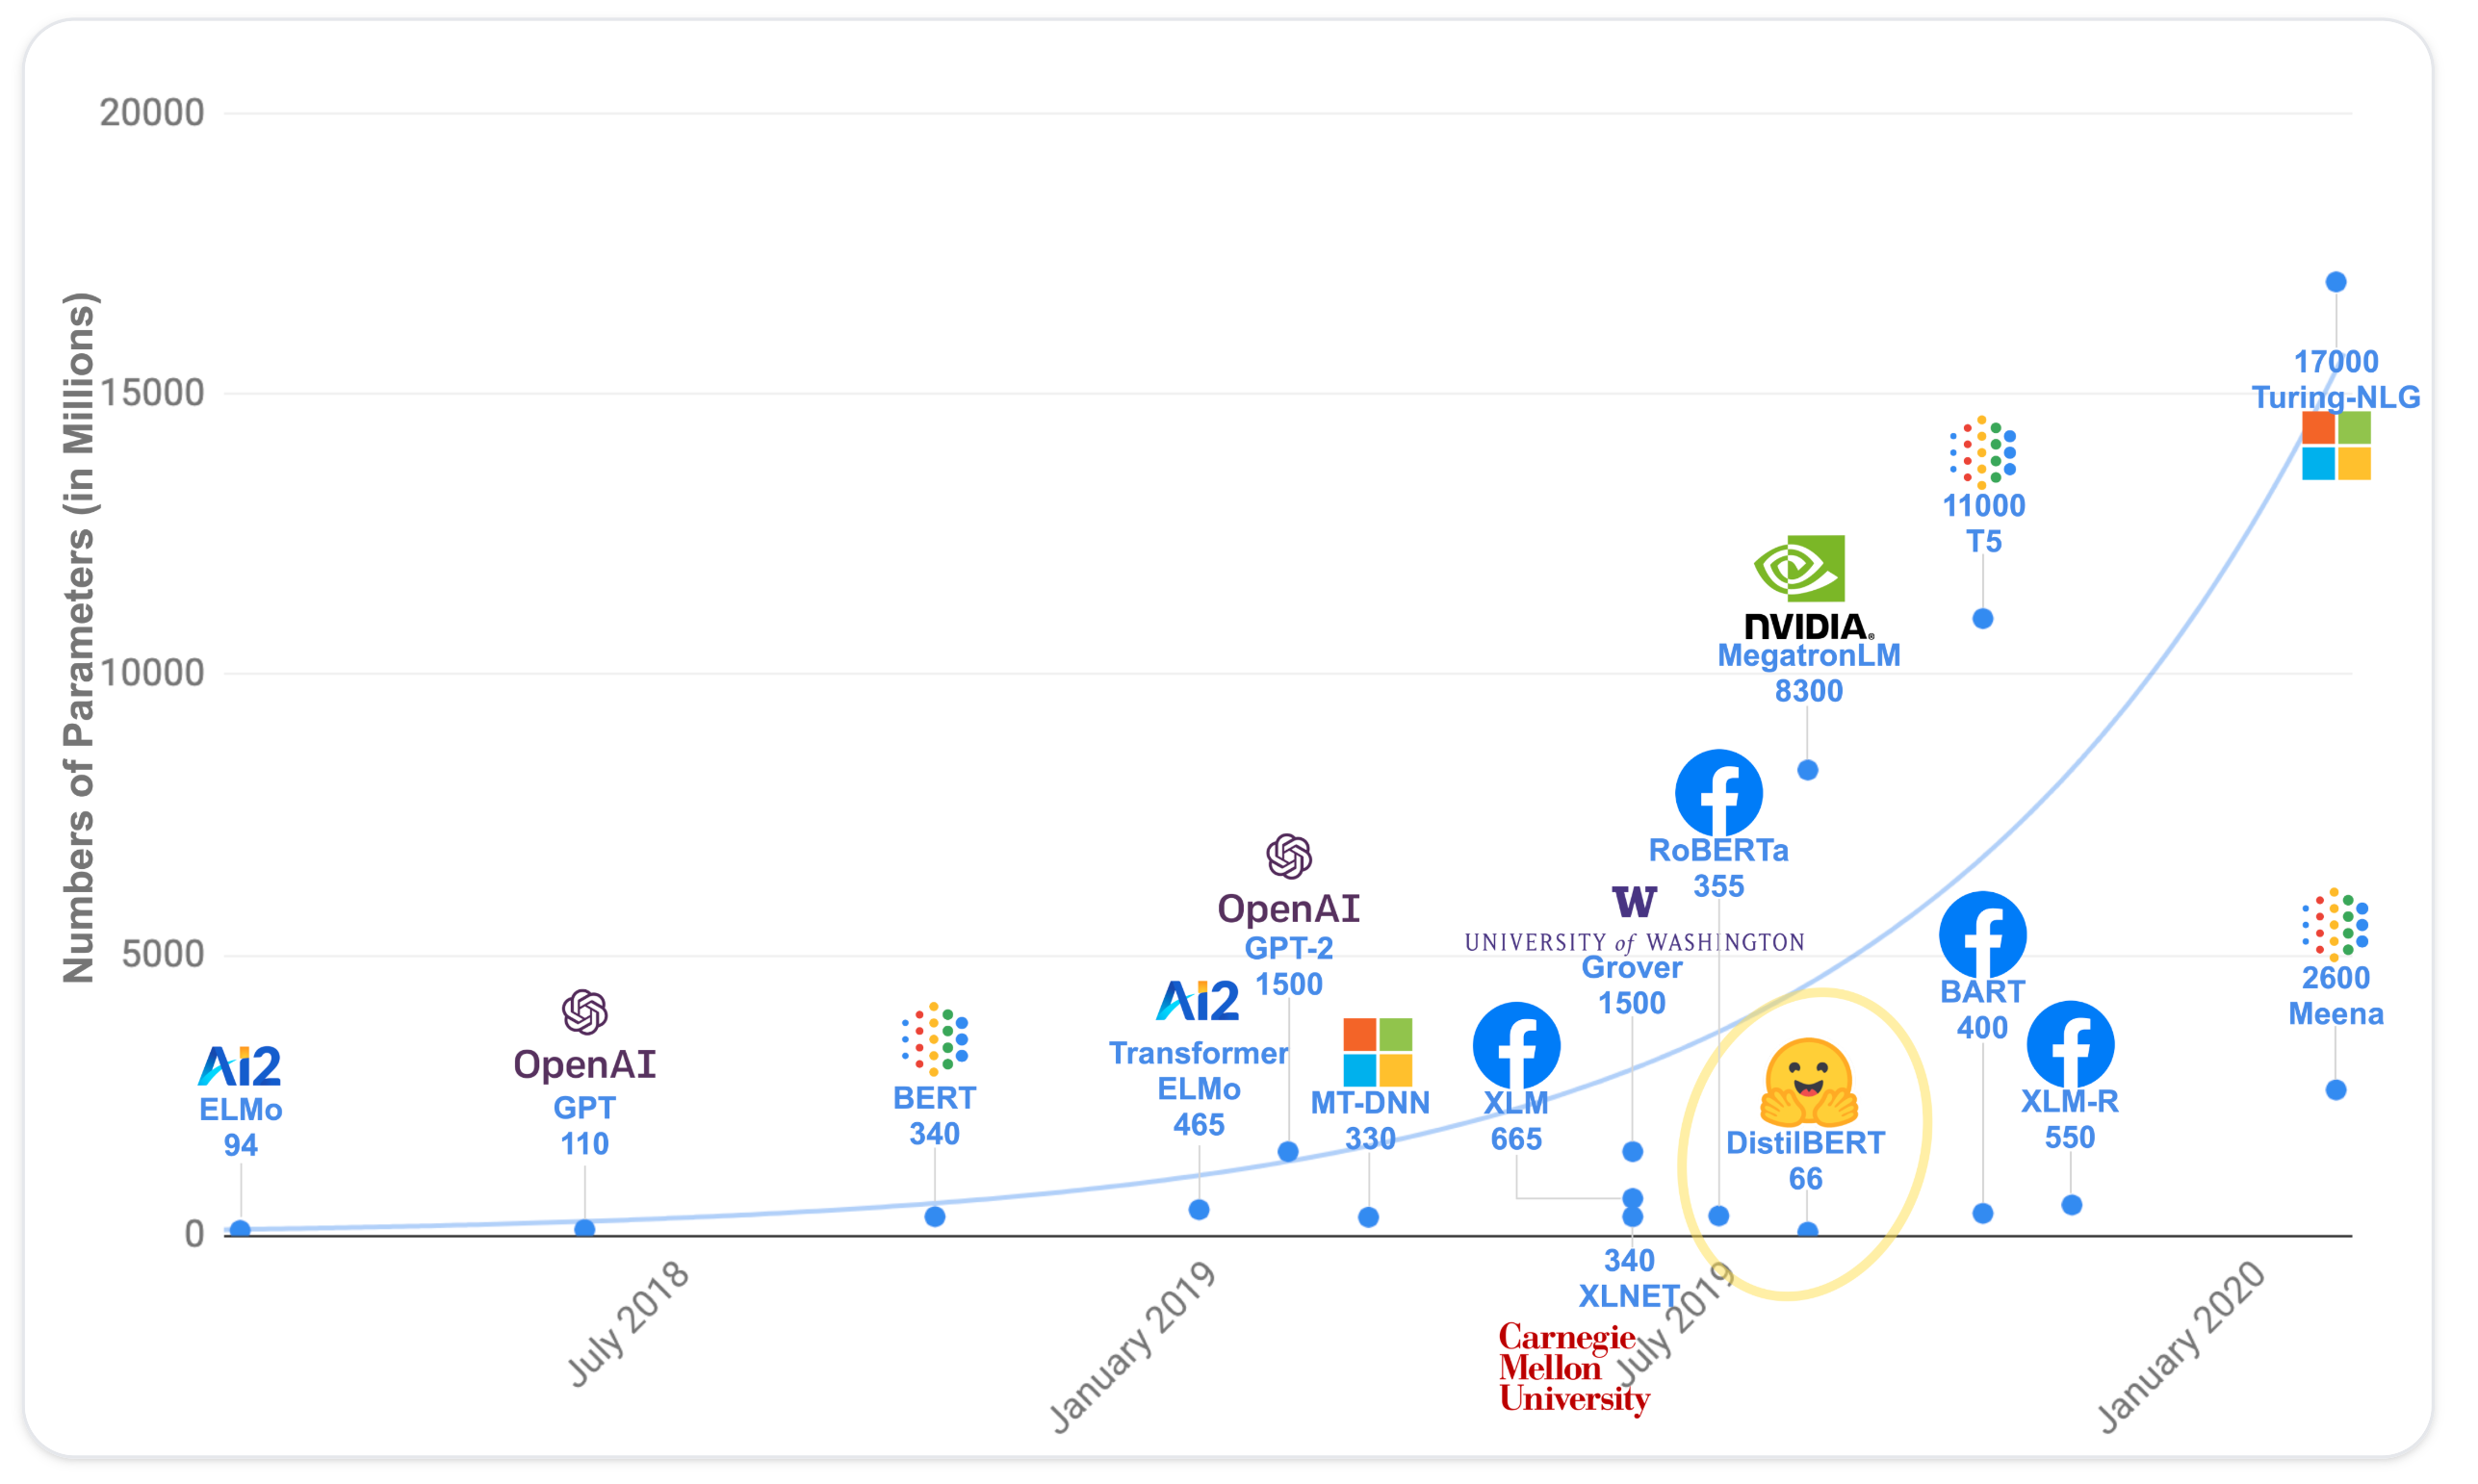 Numbers of Parameters (in Millions)
20000
15000
10000
5000
0
Ai2
ELMo
94
OpenAI
GPT
110
BERT
340
Ai2
Transformer
ELMo
465
OpenAI
GPT-2
1500
MT-DNN
330
XLM
665
W
UNIVERSITY of WASHINGTON
Grover
1500
340
XLNET
Carnegie
Mellon
University
f
RoBERTa
355
NVIDIA®
MegatronLM
8300
DistilBERT
66
11000
T5
BART
400
XLM-R
550
17000
Turing-NLG
2600
Meena
July 2018
January 2019
July 2019
January 2020